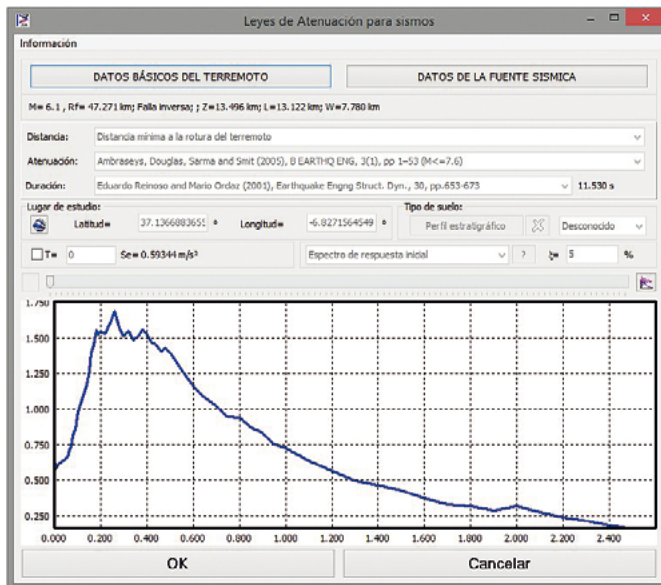 Leyes de Atenuación para sismos
Información
DATOS BÁSICOS DEL TERREMOTO DATOS DE LA FUENTE SISMICA
M= 6.1 , Rf= 47.271 km; Falla inversa; ; Z=13.496 km; L=13.122 km; W=7.780 km
Distancia: Distancia mínima a la rotura del terremoto
Atenuación: Ambraseys, Douglas, Sarma and Smit (2005), B EARTHQ ENG, 3(1), pp 1-53 (M<=7.6)
Duración: Eduardo Reinoso and Mario Ordaz (2001), Earthquake Engng Struct. Dyn., 30, pp.653-673 11.530 s
Lugar de estudio: Tipo de suelo:
Latitud= 37.1366883655 º Longitud= -6.8271564549 º Perfil estratigráfico Desconocido
T= 0 Se= 0.59344 m/s² Espectro de respuesta inicial ? ξ= 5 %
1.750
1.500
1.250
1.000
0.750
0.500
0.250
0.000 0.200 0.400 0.600 0.800 1.000 1.200 1.400 1.600 1.800 2.000 2.200 2.400
OK Cancelar